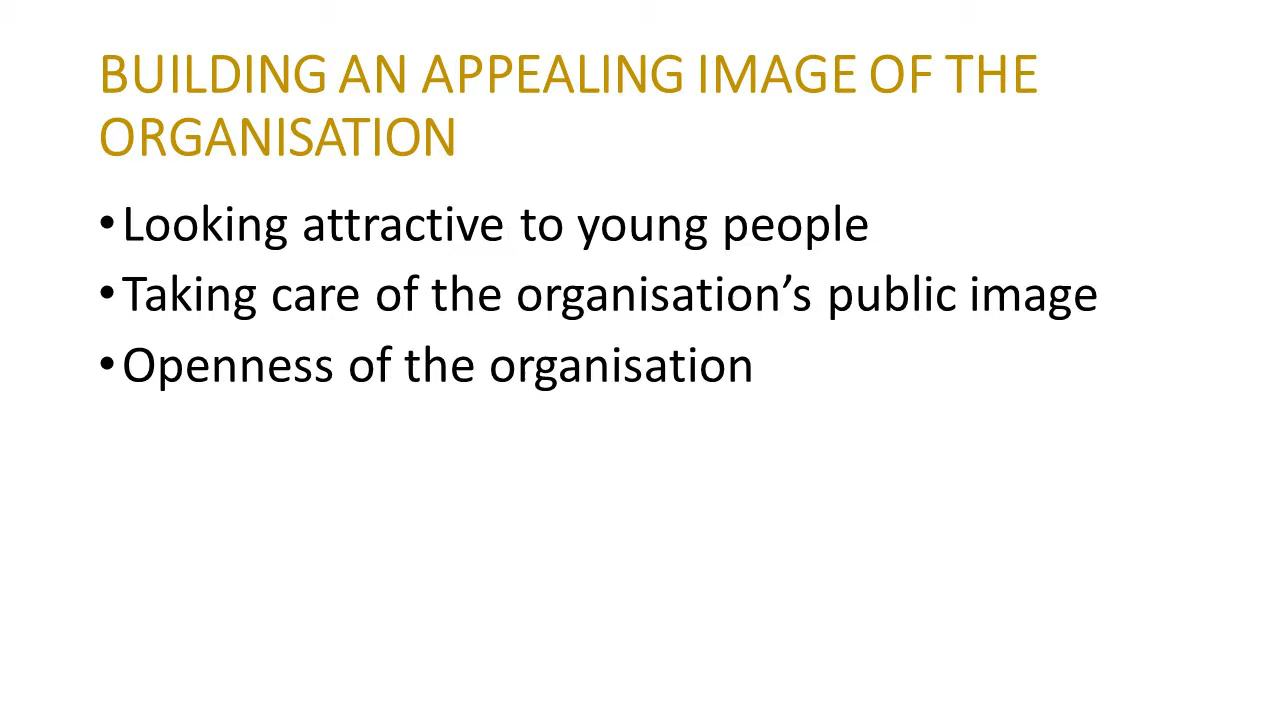 BUILDING AN APPEALING IMAGE OF THE
ORGANISATION
•Looking attractive to young people
•Taking care of the organisation’s public image
•Openness of the organisation